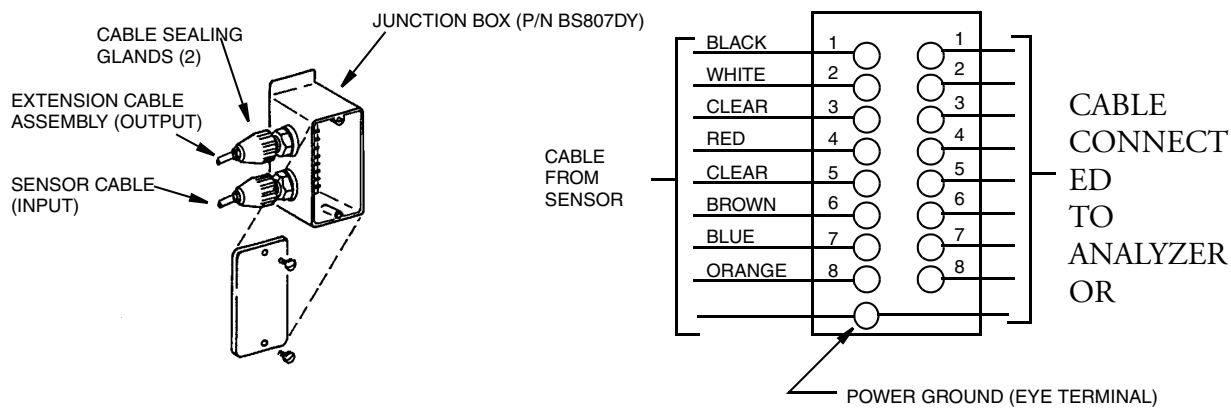 JUNCTION BOX (P/N BS807DY)
CABLE SEALING
GLANDS (2)
EXTENSION CABLE
ASSEMBLY (OUTPUT)
SENSOR CABLE
(INPUT)
CABLE
FROM
SENSOR
BLACK 1 1
WHITE 2 2
CLEAR 3 3
RED 4 4
CLEAR 5 5
BROWN 6 6
BLUE 7 7
ORANGE 8 8
CABLE
CONNECT
ED
TO
ANALYZER
OR
POWER GROUND (EYE TERMINAL)